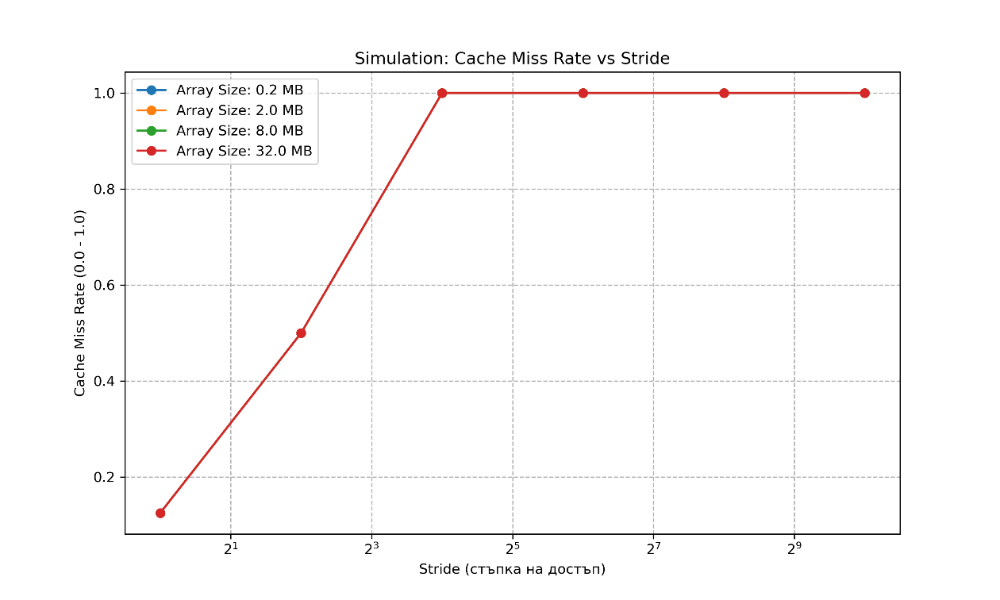 Simulation: Cache Miss Rate vs Stride
Array Size: 0.2 MB
Array Size: 2.0 MB
Array Size: 8.0 MB
Array Size: 32.0 MB
Cache Miss Rate (0.0 - 1.0)
1.0
0.8
0.6
0.4
0.2
2¹ 2³ 2⁵ 2⁷ 2⁹
Stride (стъпка на достъп)